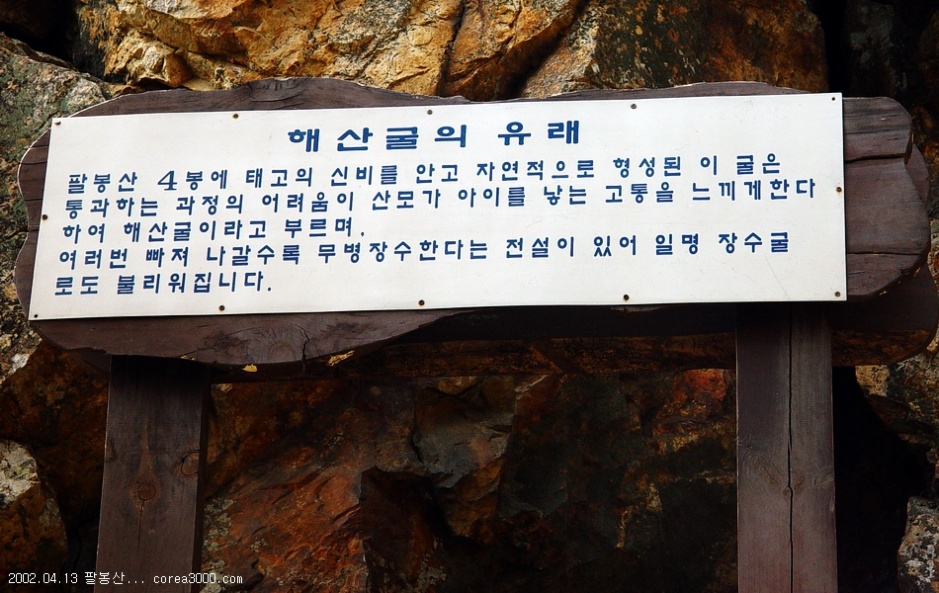 해산굴의 유래
팔봉산 4봉에 태고의 신비를 안고 자연적으로 형성된 이 굴은
통과하는 과정의 어려움이 산모가 아이를 낳는 고통을 느끼게한다
하여 해산굴이라고 부르며,
여러번 빠져 나갈수록 무병장수한다는 전설이 있어 일명 장수굴
로도 불리워집니다.
2002.04.13 팔봉산... corea3000.com